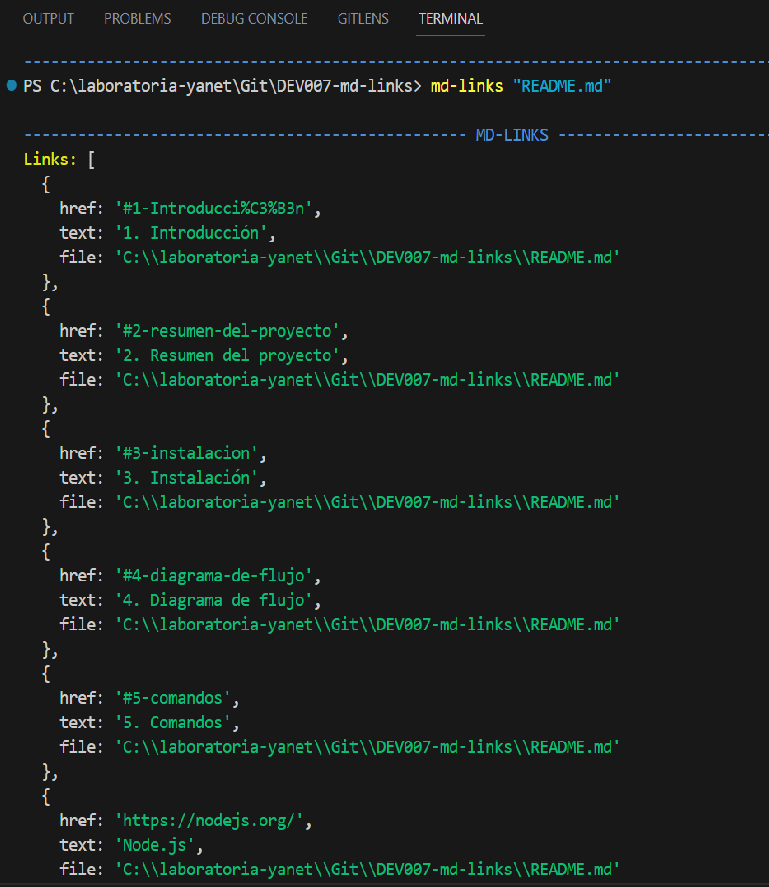 OUTPUT PROBLEMS DEBUG CONSOLE GITLENS TERMINAL
--------------------------------------------------------------------------------
PS C:\laboratoria-yanet\Git\DEV007-md-links> md-links "README.md"
------------------------------------------------- MD-LINKS -----------------------
Links: [
  {
    href: '#1-Introducci%C3%B3n',
    text: '1. Introducción',
    file: 'C:\\laboratoria-yanet\\Git\\DEV007-md-links\\README.md'
  },
  {
    href: '#2-resumen-del-proyecto',
    text: '2. Resumen del proyecto',
    file: 'C:\\laboratoria-yanet\\Git\\DEV007-md-links\\README.md'
  },
  {
    href: '#3-instalacion',
    text: '3. Instalación',
    file: 'C:\\laboratoria-yanet\\Git\\DEV007-md-links\\README.md'
  },
  {
    href: '#4-diagrama-de-flujo',
    text: '4. Diagrama de flujo',
    file: 'C:\\laboratoria-yanet\\Git\\DEV007-md-links\\README.md'
  },
  {
    href: '#5-comandos',
    text: '5. Comandos',
    file: 'C:\\laboratoria-yanet\\Git\\DEV007-md-links\\README.md'
  },
  {
    href: 'https://nodejs.org/',
    text: 'Node.js',
    file: 'C:\\laboratoria-yanet\\Git\\DEV007-md-links\\README.md'